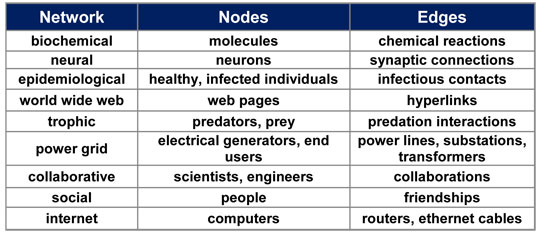 Network Nodes Edges
biochemical molecules chemical reactions
neural neurons synaptic connections
epidemiological healthy, infected individuals infectious contacts
world wide web web pages hyperlinks
trophic predators, prey predation interactions
power grid electrical generators, end users power lines, substations, transformers
collaborative scientists, engineers collaborations
social people friendships
internet computers routers, ethernet cables